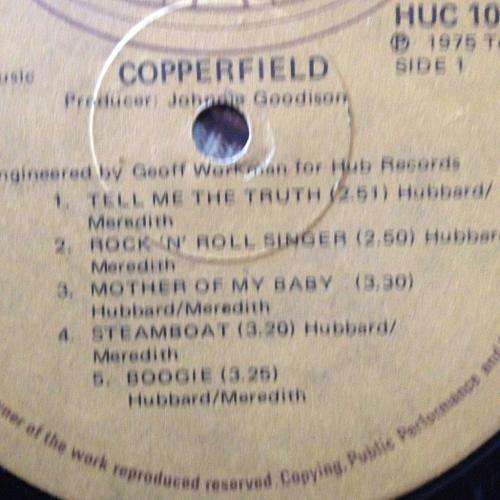 HUC 10
℗ 1975 T
SIDE 1
COPPERFIELD
Producer: Johnnie Goodison
ngineered by Geoff Workman for Hub Records
1. TELL ME THE TRUTH (2.51) Hubbard/
Meredith
2. ROCK 'N' ROLL SINGER (2.50) Hubbar
Meredith
3. MOTHER OF MY BABY (3.30)
Hubbard/Meredith
4. STEAMBOAT (3.20) Hubbard/
Meredith
5. BOOGIE (3.25)
Hubbard/Meredith
ner of the work reproduced reserved. Copying, Public Performance and